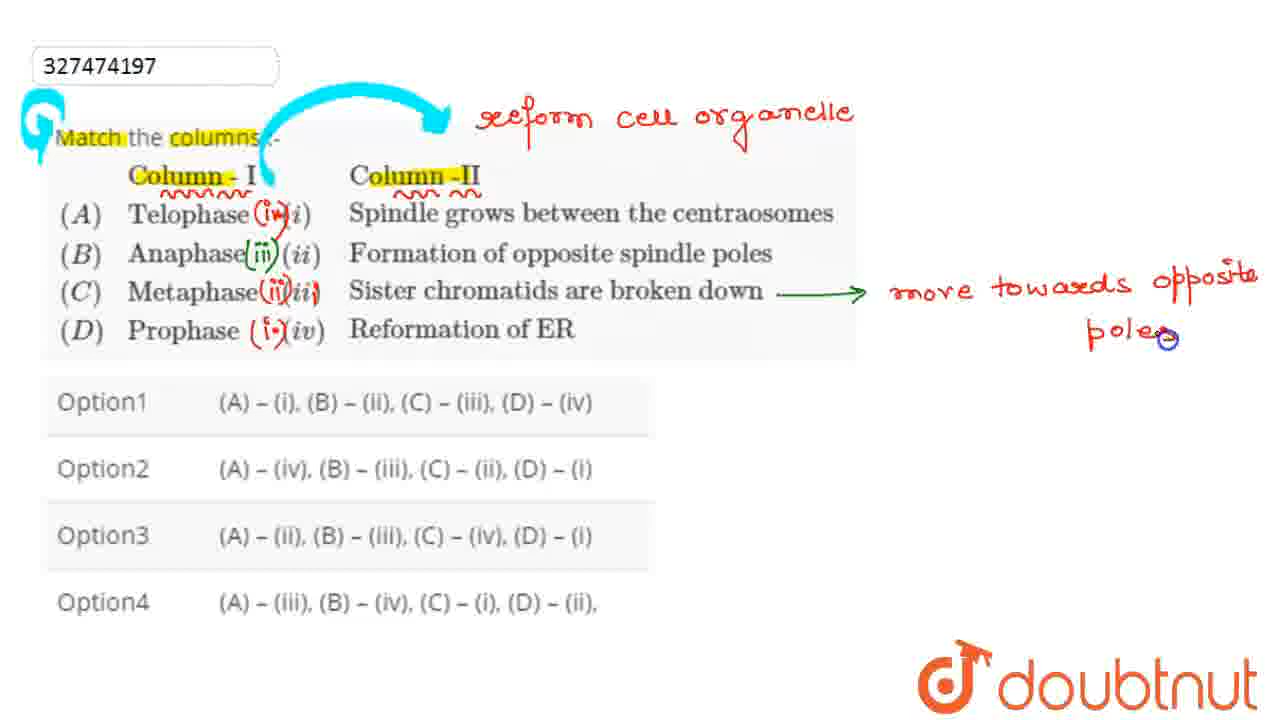 327474197
reform cell organelle
Match the columns :-
Column - I Column -II
(A) Telophase (iv) (i) Spindle grows between the centraosomes
(B) Anaphase (iii) (ii) Formation of opposite spindle poles
(C) Metaphase (ii) (iii) Sister chromatids are broken down → move towards opposite poles
(D) Prophase (i) (iv) Reformation of ER
Option1 (A) – (i), (B) – (ii), (C) – (iii), (D) – (iv)
Option2 (A) – (iv), (B) – (iii), (C) – (ii), (D) – (i)
Option3 (A) – (ii), (B) – (iii), (C) – (iv), (D) – (i)
Option4 (A) – (iii), (B) – (iv), (C) – (i), (D) – (ii),
doubtnut